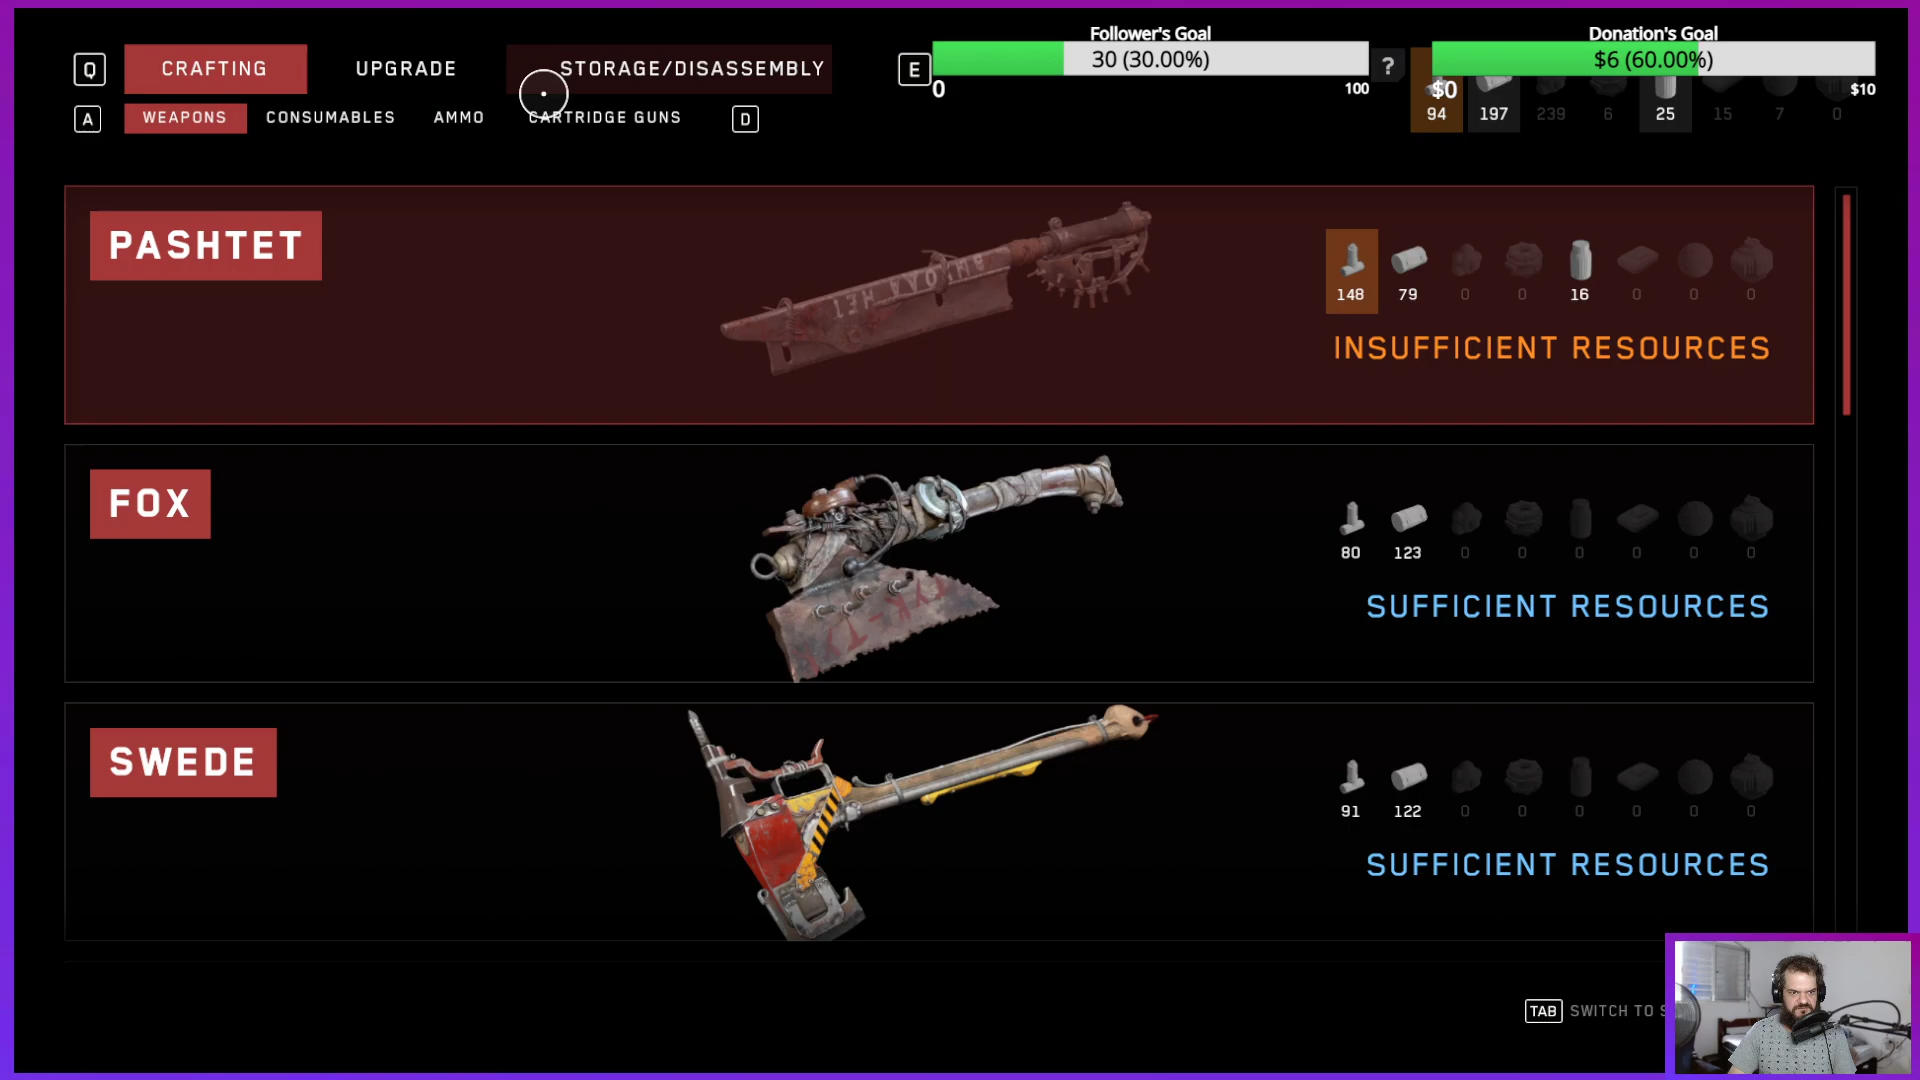 Follower's Goal
Donation's Goal
Q
CRAFTING
UPGRADE
STORAGE/DISASSEMBLY
E
30 (30.00%)
?
$6 (60.00%)
0
100
$0
$10
A
WEAPONS
CONSUMABLES
AMMO
CARTRIDGE GUNS
D
94
197
239
6
25
15
7
0
PASHTET
148
79
0
0
16
0
0
0
INSUFFICIENT RESOURCES
FOX
80
123
0
0
0
0
0
0
SUFFICIENT RESOURCES
SWEDE
91
122
0
0
0
0
0
0
SUFFICIENT RESOURCES
TAB SWITCH TO